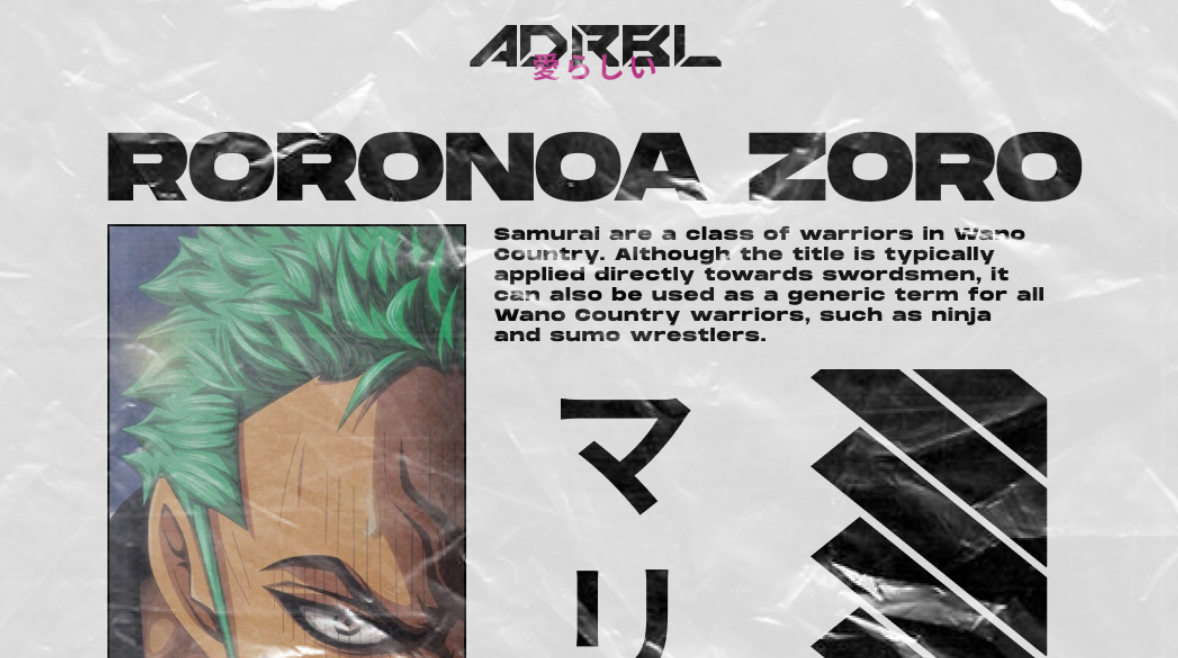 ADRBL
愛らしい
RORONOA ZORO
Samurai are a class of warriors in Wano
Country. Although the title is typically
applied directly towards swordsmen, it
can also be used as a generic term for all
Wano Country warriors, such as ninja
and sumo wrestlers.
マ
リ